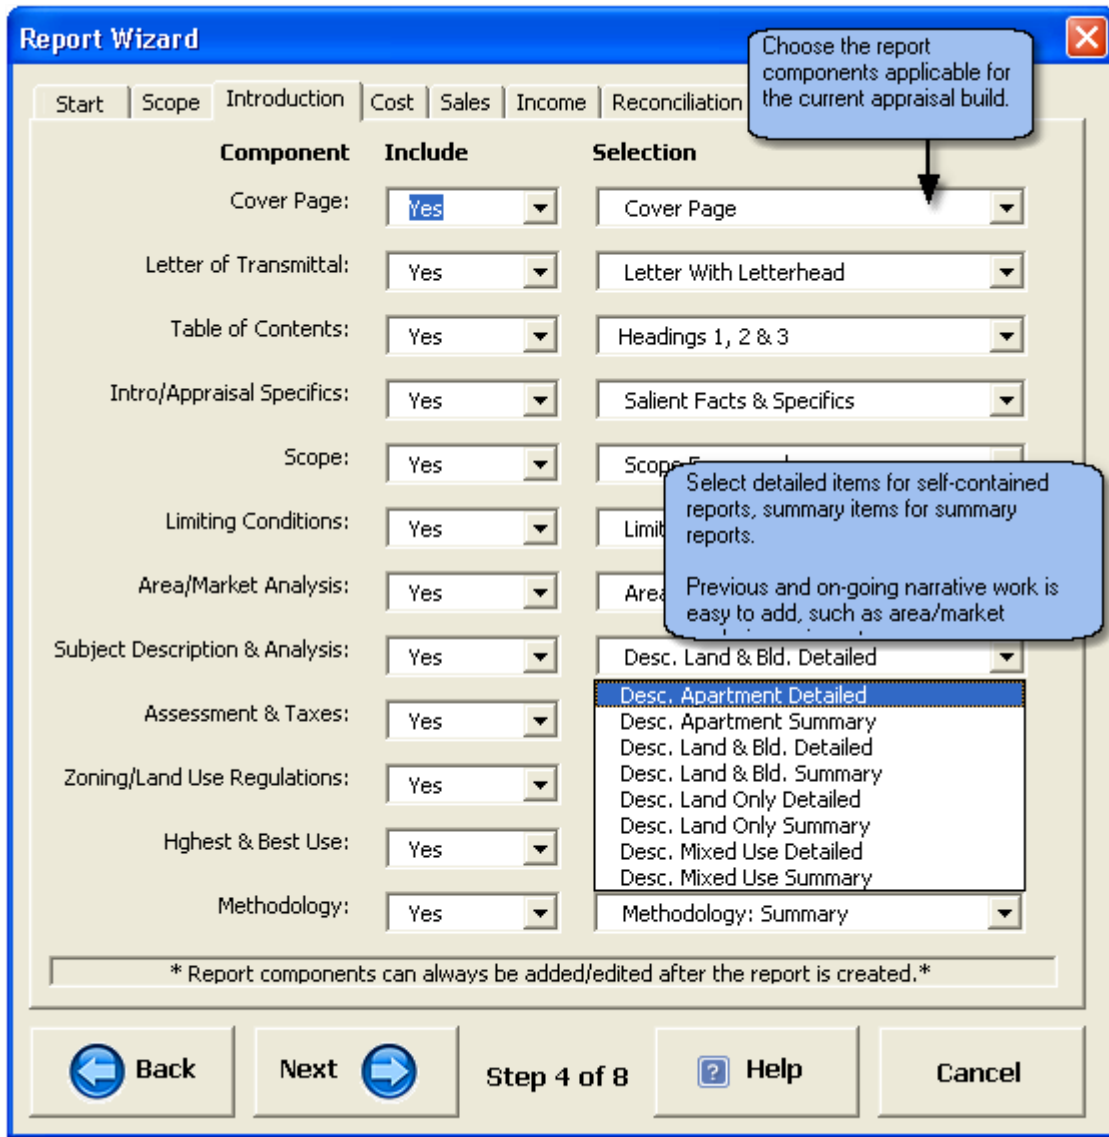 Report Wizard
Choose the report
components applicable for
the current appraisal build.
Start Scope Introduction Cost Sales Income Reconciliation
Component Include Selection
Cover Page: Yes Cover Page
Letter of Transmittal: Yes Letter With Letterhead
Table of Contents: Yes Headings 1, 2 & 3
Intro/Appraisal Specifics: Yes Salient Facts & Specifics
Scope: Yes Scope
Select detailed items for self-contained
reports, summary items for summary
reports.
Previous and on-going narrative work is
easy to add, such as area/market
Limiting Conditions: Yes
Area/Market Analysis: Yes Area
Subject Description & Analysis: Yes Desc. Land & Bld. Detailed
Desc. Apartment Detailed
Desc. Apartment Summary
Desc. Land & Bld. Detailed
Desc. Land & Bld. Summary
Desc. Land Only Detailed
Desc. Land Only Summary
Desc. Mixed Use Detailed
Desc. Mixed Use Summary
Assessment & Taxes: Yes
Zoning/Land Use Regulations: Yes
Hghest & Best Use: Yes
Methodology: Yes Methodology: Summary
* Report components can always be added/edited after the report is created.*
Back Next Step 4 of 8 ? Help Cancel